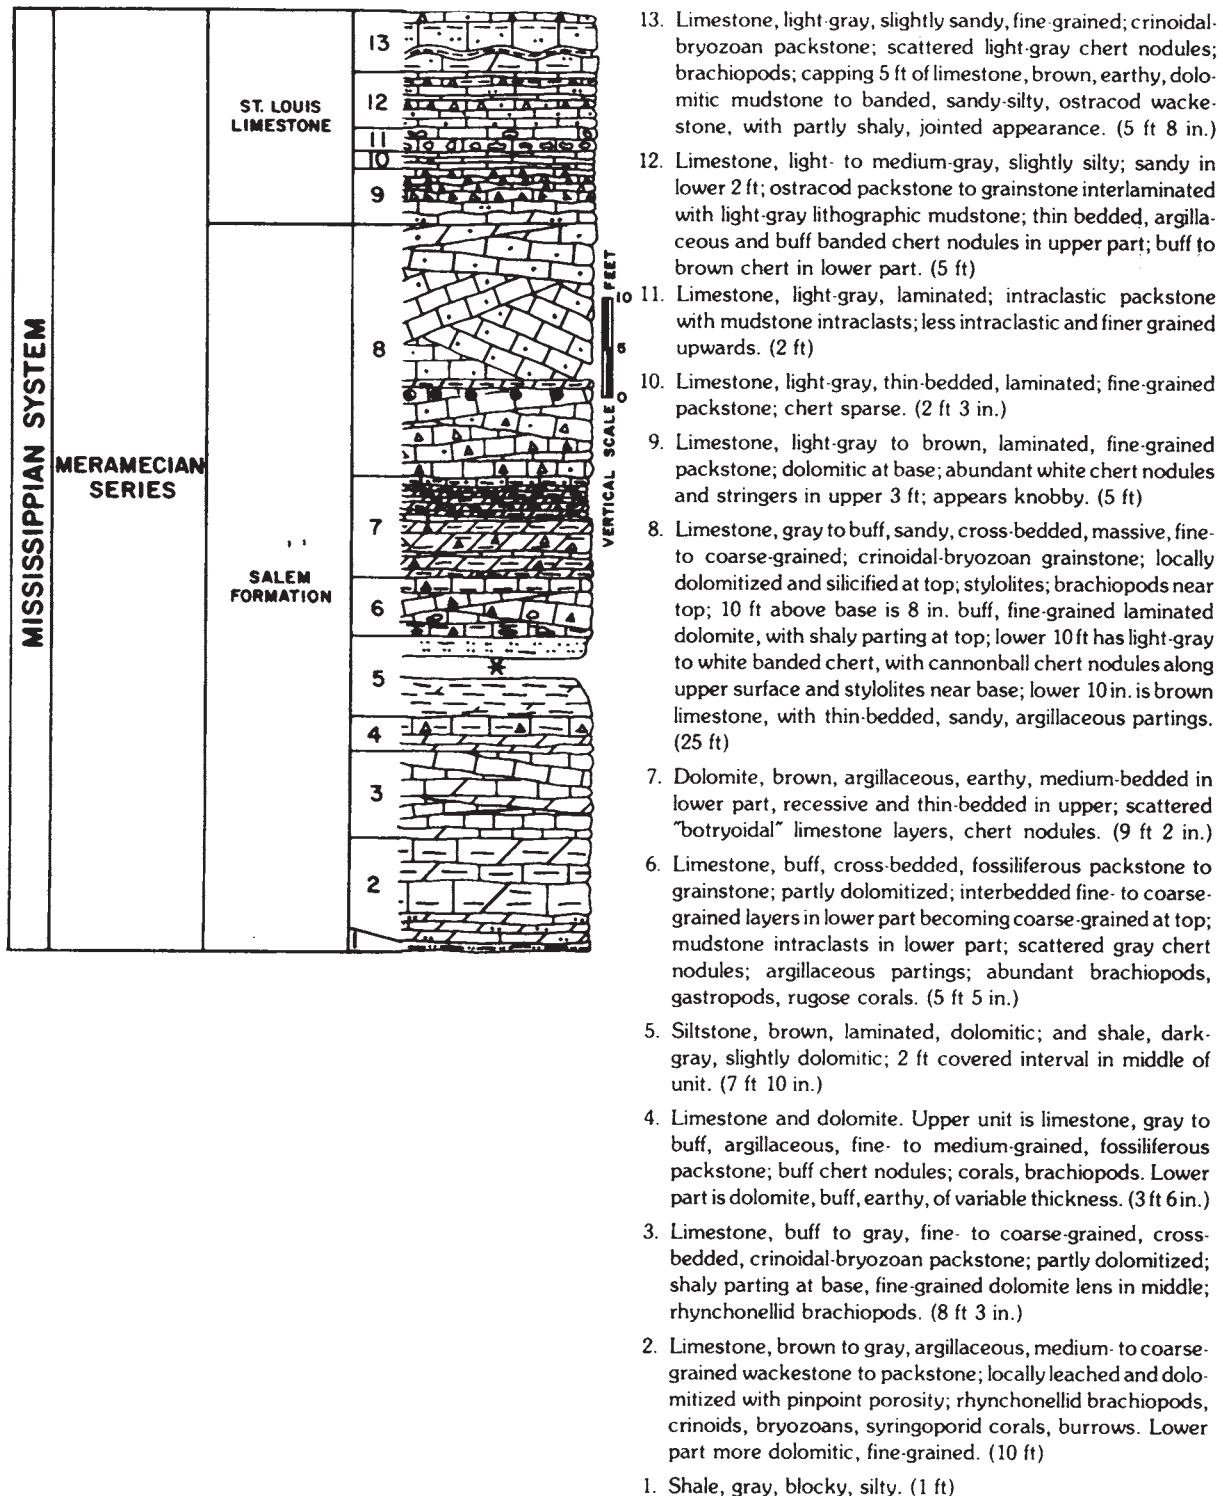 MISSISSIPPIAN SYSTEM
MERAMECIAN
SERIES
ST. LOUIS
LIMESTONE
SALEM
FORMATION
13
12
11
10
9
8
7
6
5
4
3
2
1
VERTICAL SCALE FEET
10
5
0
*
13. Limestone, light-gray, slightly sandy, fine-grained; crinoidal-
bryozoan packstone; scattered light-gray chert nodules;
brachiopods; capping 5 ft of limestone, brown, earthy, dolo-
mitic mudstone to banded, sandy-silty, ostracod wacke-
stone, with partly shaly, jointed appearance. (5 ft 8 in.)
12. Limestone, light- to medium-gray, slightly silty; sandy in
lower 2 ft; ostracod packstone to grainstone interlaminated
with light-gray lithographic mudstone; thin bedded, argilla-
ceous and buff banded chert nodules in upper part; buff to
brown chert in lower part. (5 ft)
11. Limestone, light-gray, laminated; intraclastic packstone
with mudstone intraclasts; less intraclastic and finer grained
upwards. (2 ft)
10. Limestone, light-gray, thin-bedded, laminated; fine-grained
packstone; chert sparse. (2 ft 3 in.)
9. Limestone, light-gray to brown, laminated, fine-grained
packstone; dolomitic at base; abundant white chert nodules
and stringers in upper 3 ft; appears knobby. (5 ft)
8. Limestone, gray to buff, sandy, cross-bedded, massive, fine-
to coarse-grained; crinoidal-bryozoan grainstone; locally
dolomitized and silicified at top; stylolites; brachiopods near
top; 10 ft above base is 8 in. buff, fine-grained laminated
dolomite, with shaly parting at top; lower 10 ft has light-gray
to white banded chert, with cannonball chert nodules along
upper surface and stylolites near base; lower 10 in. is brown
limestone, with thin-bedded, sandy, argillaceous partings.
(25 ft)
7. Dolomite, brown, argillaceous, earthy, medium-bedded in
lower part, recessive and thin-bedded in upper; scattered
"botryoidal" limestone layers, chert nodules. (9 ft 2 in.)
6. Limestone, buff, cross-bedded, fossiliferous packstone to
grainstone; partly dolomitized; interbedded fine- to coarse-
grained layers in lower part becoming coarse-grained at top;
mudstone intraclasts in lower part; scattered gray chert
nodules; argillaceous partings; abundant brachiopods,
gastropods, rugose corals. (5 ft 5 in.)
5. Siltstone, brown, laminated, dolomitic; and shale, dark-
gray, slightly dolomitic; 2 ft covered interval in middle of
unit. (7 ft 10 in.)
4. Limestone and dolomite. Upper unit is limestone, gray to
buff, argillaceous, fine- to medium-grained, fossiliferous
packstone; buff chert nodules; corals, brachiopods. Lower
part is dolomite, buff, earthy, of variable thickness. (3 ft 6 in.)
3. Limestone, buff to gray, fine- to coarse-grained, cross-
bedded, crinoidal-bryozoan packstone; partly dolomitized;
shaly parting at base, fine-grained dolomite lens in middle;
rhynchonellid brachiopods. (8 ft 3 in.)
2. Limestone, brown to gray, argillaceous, medium- to coarse-
grained wackestone to packstone; locally leached and dolo-
mitized with pinpoint porosity; rhynchonellid brachiopods,
crinoids, bryozoans, syringoporid corals, burrows. Lower
part more dolomitic, fine-grained. (10 ft)
1. Shale, gray, blocky, silty. (1 ft)